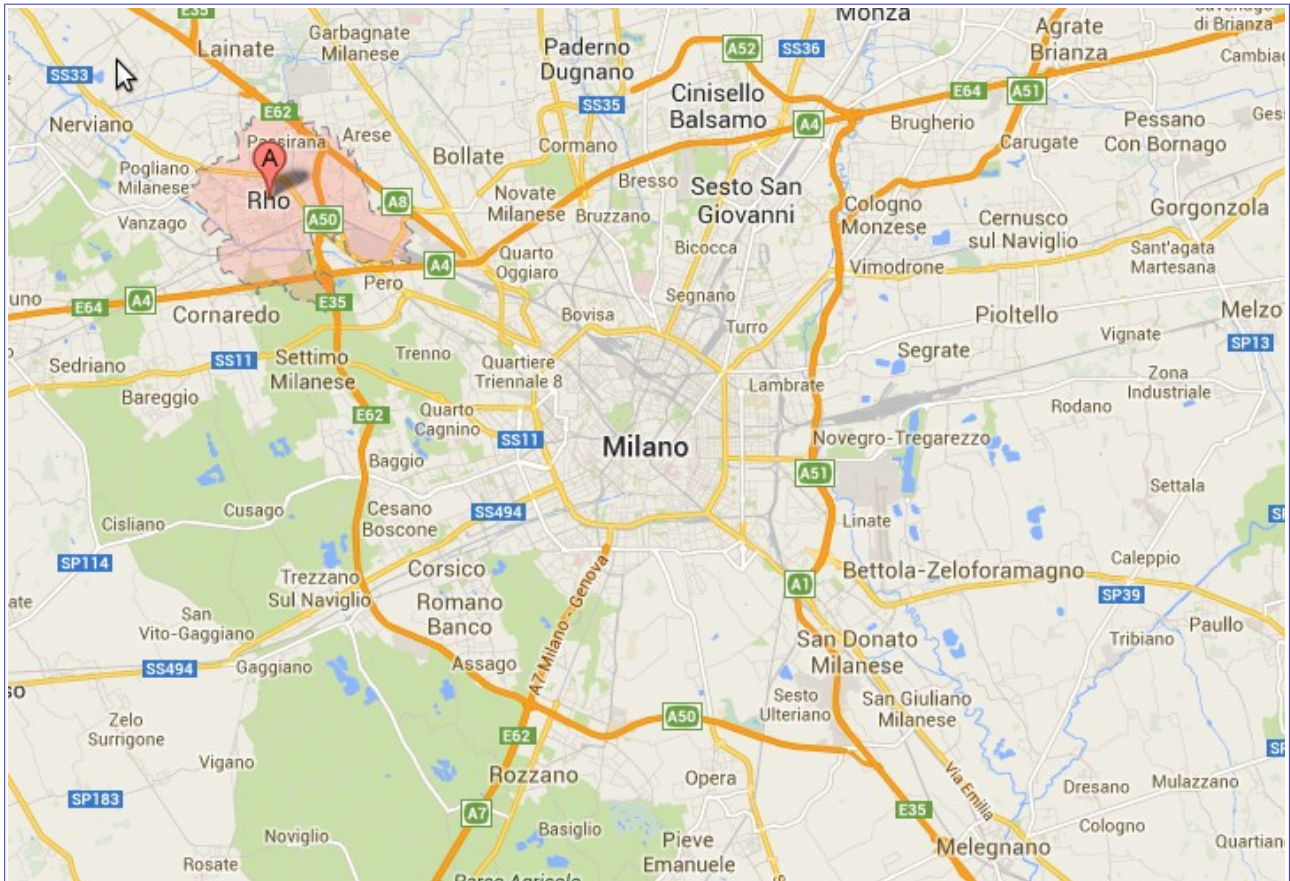 E35
Lainate
Garbagnate
Milanese
Paderno
Dugnano
A52
SS36
Monza
Agrate
Brianza
di Brianza
SS33
Nerviano
E62
Passirana
Arese
SS35
Cinisello
Balsamo
A4
E64
A51
Brugherio
Carugate
Pessano
Con Bornago
Pogliano
Milanese
A
Rho
Bollate
Cormano
Novate
Milanese
Bresso
Bruzzano
Sesto San
Giovanni
Cologno
Monzese
Cernusco
sul Naviglio
Gorgonzola
Vanzago
A50
A8
Quarto
Oggiaro
Bicocca
Vimodrone
Sant'agata
Martesana
E64
A4
A4
E35
Pero
Cornaredo
Segnano
Bovisa
Turro
Pioltello
Melzo
Vignate
SP13
Sedriano
SS11
Settimo
Milanese
Trenno
Quartiere
Triennale 8
Lambrate
Segrate
Zona
Industriale
Bareggio
E62
Quarto
Cagnino
SS11
Milano
Novegro-Tregarezzo
Rodano
Baggio
A51
Settala
Cusago
Cisliano
Cesano
Boscone
SS494
Linate
SP114
Trezzano
Sul Naviglio
Corsico
A1
Bettola-Zeloforamagno
Caleppio
SP39
San
Vito-Gaggiano
Romano
Banco
A7 Milano - Genova
San Donato
Milanese
Tribiano
Paullo
SS494
Gaggiano
Assago
Sesto
Ulteriano
San Giuliano
Milanese
Zelo
Surrigone
Vigano
E62
A50
Rozzano
Opera
Via Emilia
Dresano
Mulazzano
SP183
A7
E35
Cologno
Noviglio
Basiglio
Pieve
Emanuele
Melegnano
Rosate
Parco Agricolo